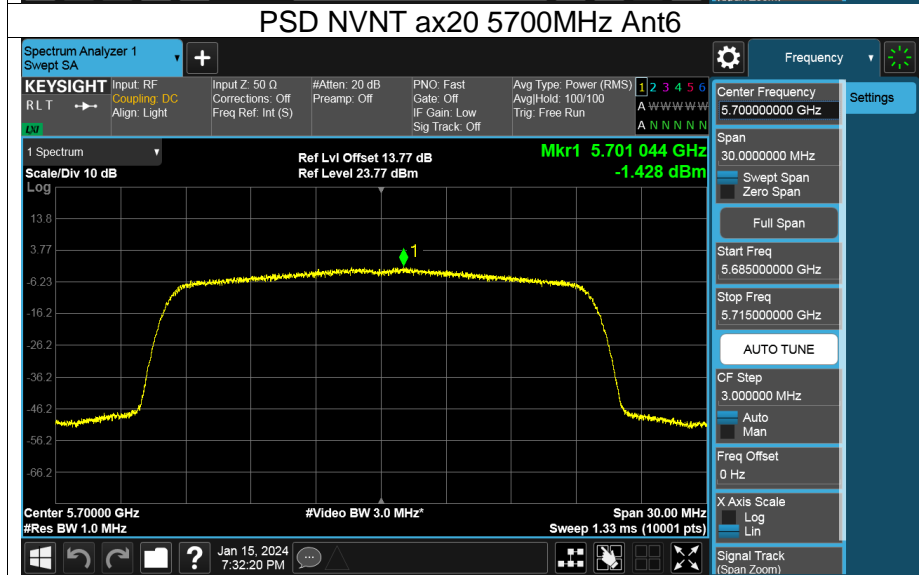 (Span Zoom)
PSD NVNT ax20 5700MHz Ant6
Spectrum Analyzer 1
Swept SA
+
Frequency
KEYSIGHT
RLT
LXI
Input: RF
Coupling: DC
Align: Light
Input Z: 50 Ω
Corrections: Off
Freq Ref: Int (S)
#Atten: 20 dB
Preamp: Off
PNO: Fast
Gate: Off
IF Gain: Low
Sig Track: Off
Avg Type: Power (RMS)
Avg|Hold: 100/100
Trig: Free Run
1 2 3 4 5 6
A W W W W W
A N N N N N
Center Frequency
5.700000000 GHz
Settings
1 Spectrum
Scale/Div 10 dB
Log
Ref Lvl Offset 13.77 dB
Ref Level 23.77 dBm
Mkr1 5.701 044 GHz
-1.428 dBm
13.8
3.77
-6.23
-16.2
-26.2
-36.2
-46.2
-56.2
-66.2
1
Center 5.70000 GHz
#Res BW 1.0 MHz
#Video BW 3.0 MHz*
Span 30.00 MHz
Sweep 1.33 ms (10001 pts)
Span
30.0000000 MHz
Swept Span
Zero Span
Full Span
Start Freq
5.685000000 GHz
Stop Freq
5.715000000 GHz
AUTO TUNE
CF Step
3.000000 MHz
Auto
Man
Freq Offset
0 Hz
X Axis Scale
Log
Lin
Signal Track
(Span Zoom)
?
Jan 15, 2024
7:32:20 PM